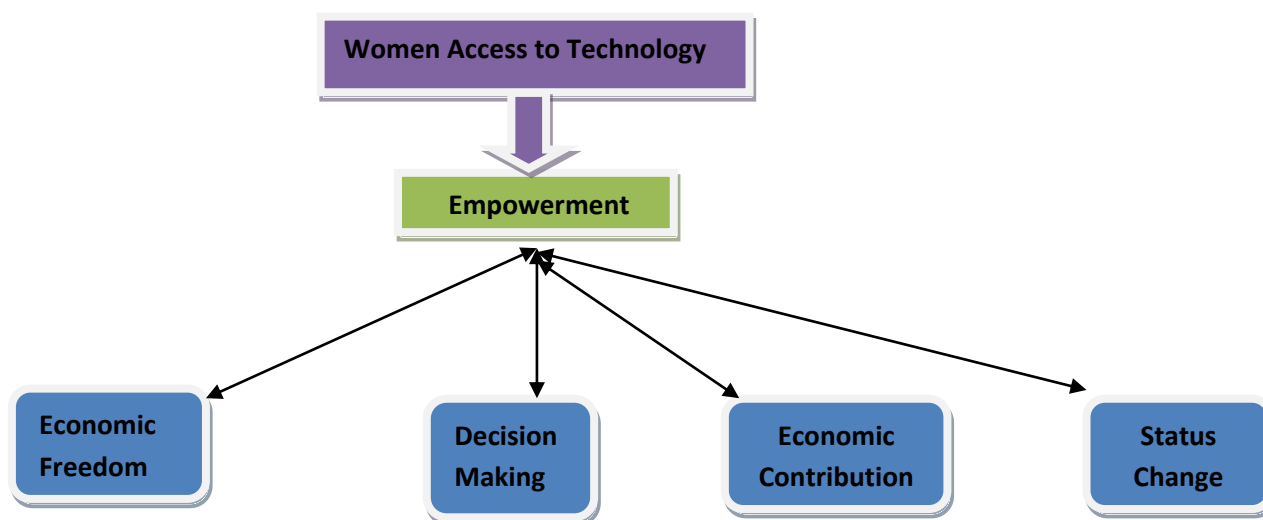 Women Access to Technology
Empowerment
Economic
Freedom
Decision
Making
Economic
Contribution
Status
Change